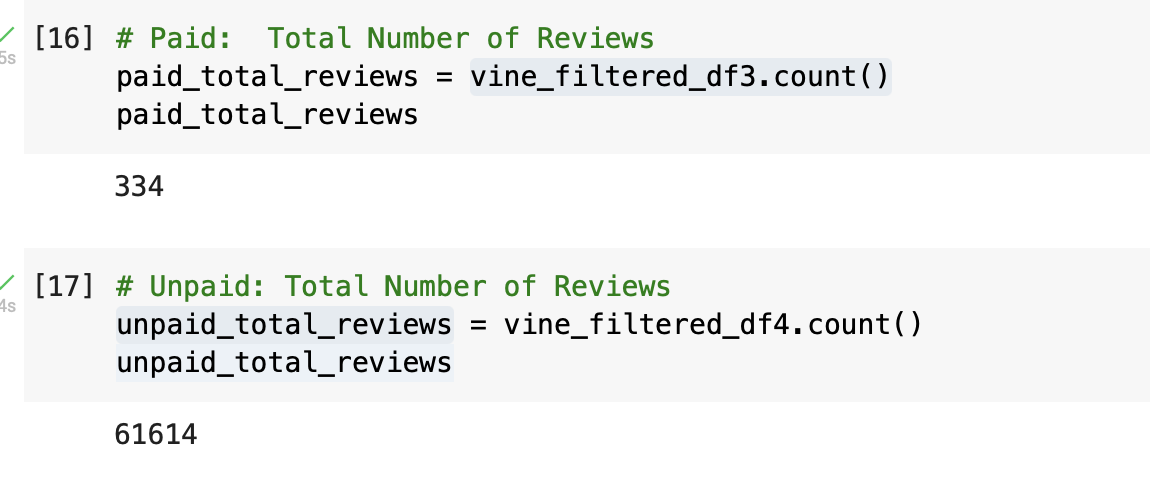 [16] # Paid:  Total Number of Reviews
5s
paid_total_reviews = vine_filtered_df3.count()
paid_total_reviews
334
[17] # Unpaid: Total Number of Reviews
4s
unpaid_total_reviews = vine_filtered_df4.count()
unpaid_total_reviews
61614